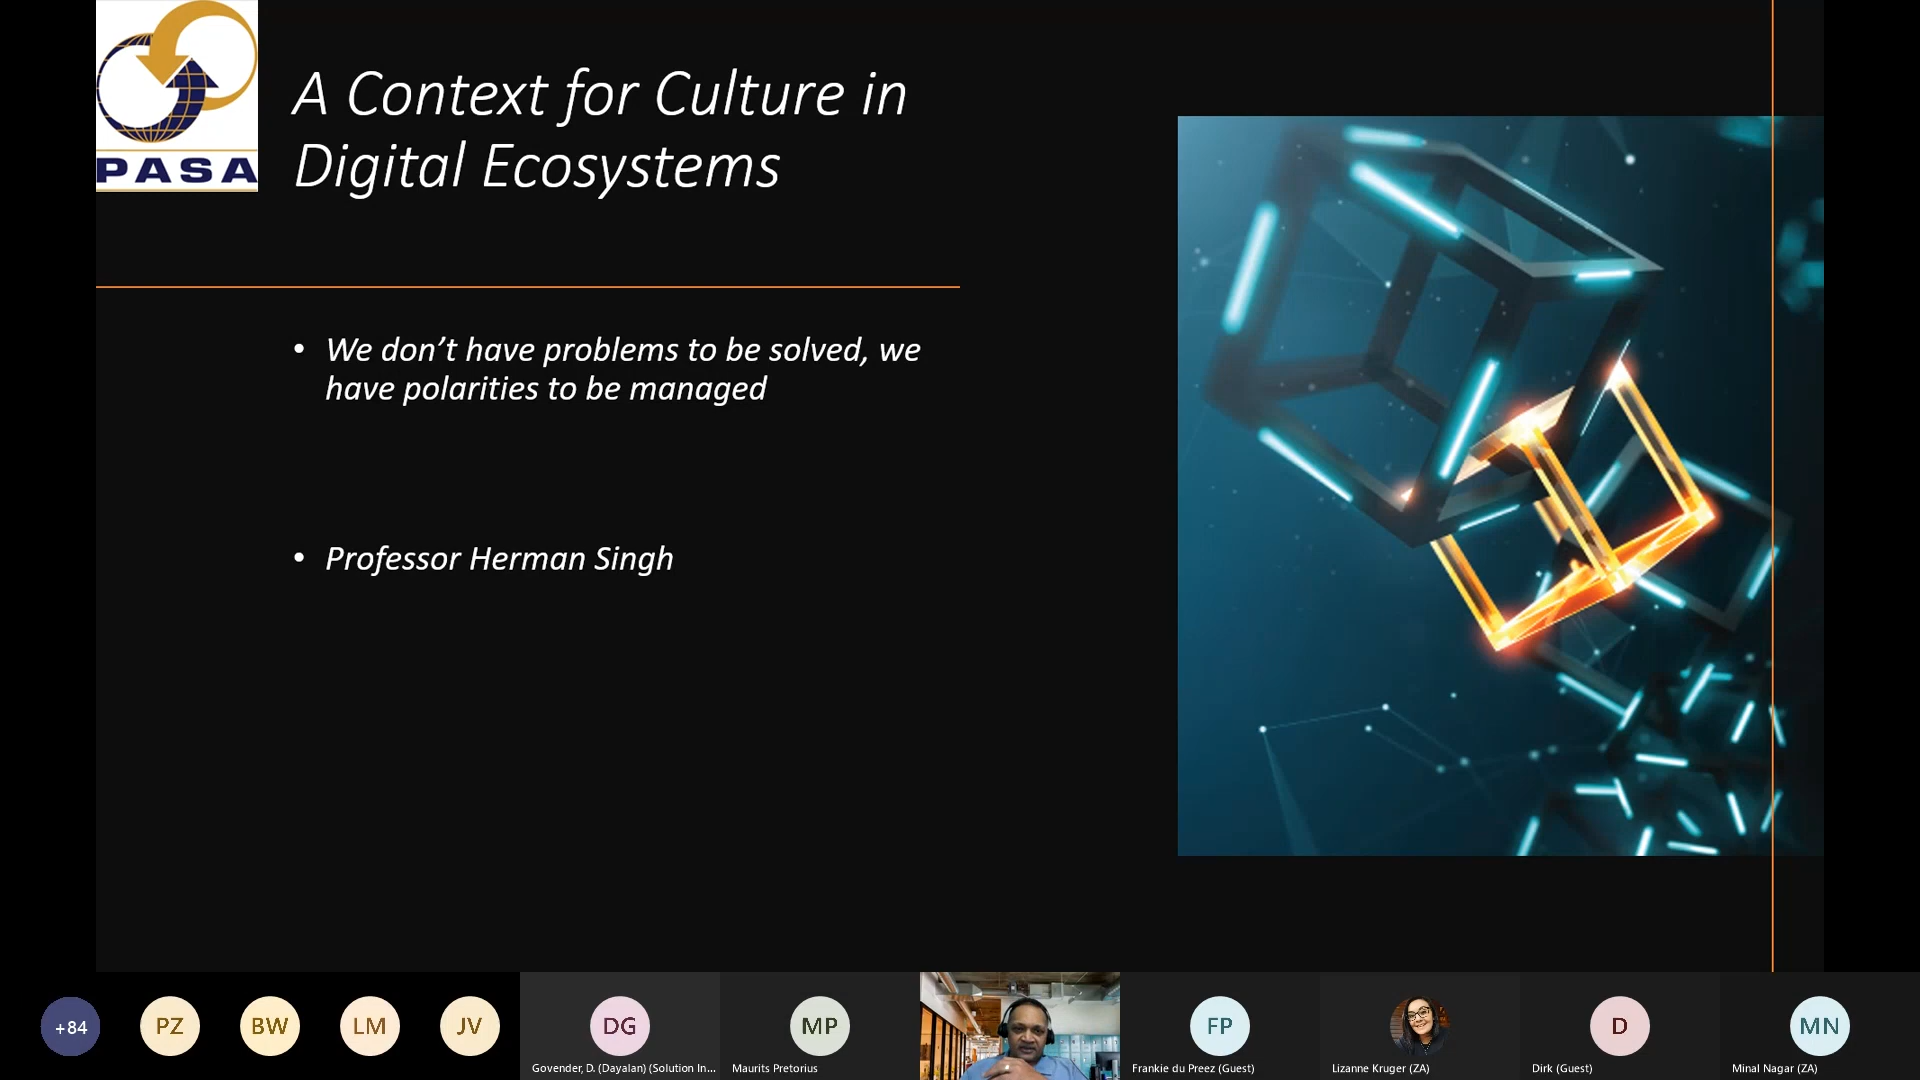 PASA
A Context for Culture in
Digital Ecosystems
• We don’t have problems to be solved, we
have polarities to be managed
• Professor Herman Singh
+84
PZ
BW
LM
JV
DG
Govender, D. (Dayalan) (Solution In...
MP
Maurits Pretorius
FP
Frankie du Preez (Guest)
Lizanne Kruger (ZA)
D
Dirk (Guest)
MN
Minal Nagar (ZA)